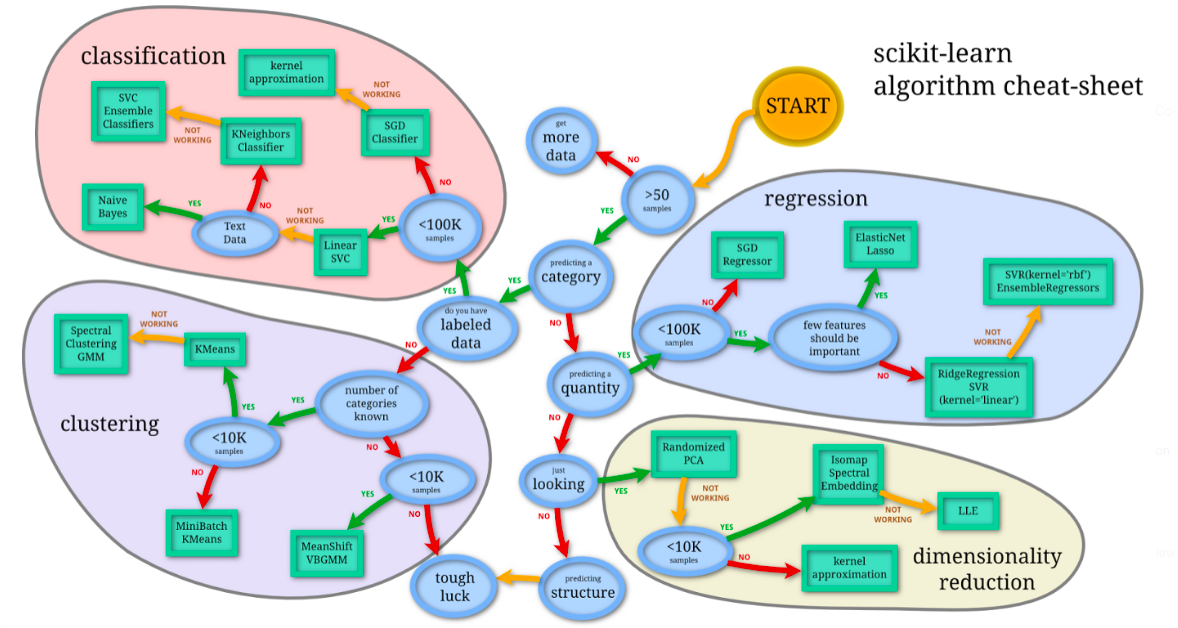 scikit-learn
algorithm cheat-sheet
START
get
more
data
NO
>50
samples
YES
predicting a
category
YES
NO
do you have
labeled
data
YES
NO
predicting a
quantity
YES
NO
just
looking
YES
NO
predicting
structure
tough
luck
classification
kernel
approximation
NOT
WORKING
SVC
Ensemble
Classifiers
NOT
WORKING
KNeighbors
Classifier
SGD
Classifier
NO
Naive
Bayes
YES
NO
Text
Data
NOT
WORKING
Linear
SVC
YES
<100K
samples
regression
SGD
Regressor
ElasticNet
Lasso
SVR(kernel='rbf')
EnsembleRegressors
NO
YES
<100K
samples
YES
few features
should be
important
NOT
WORKING
NO
RidgeRegression
SVR
(kernel='linear')
clustering
Spectral
Clustering
GMM
NOT
WORKING
KMeans
YES
number of
categories
known
YES
<10K
samples
NO
NO
<10K
samples
YES
NO
MiniBatch
KMeans
MeanShift
VBGMM
dimensionality
reduction
Randomized
PCA
NOT
WORKING
Isomap
Spectral
Embedding
NOT
WORKING
LLE
YES
<10K
samples
NO
kernel
approximation